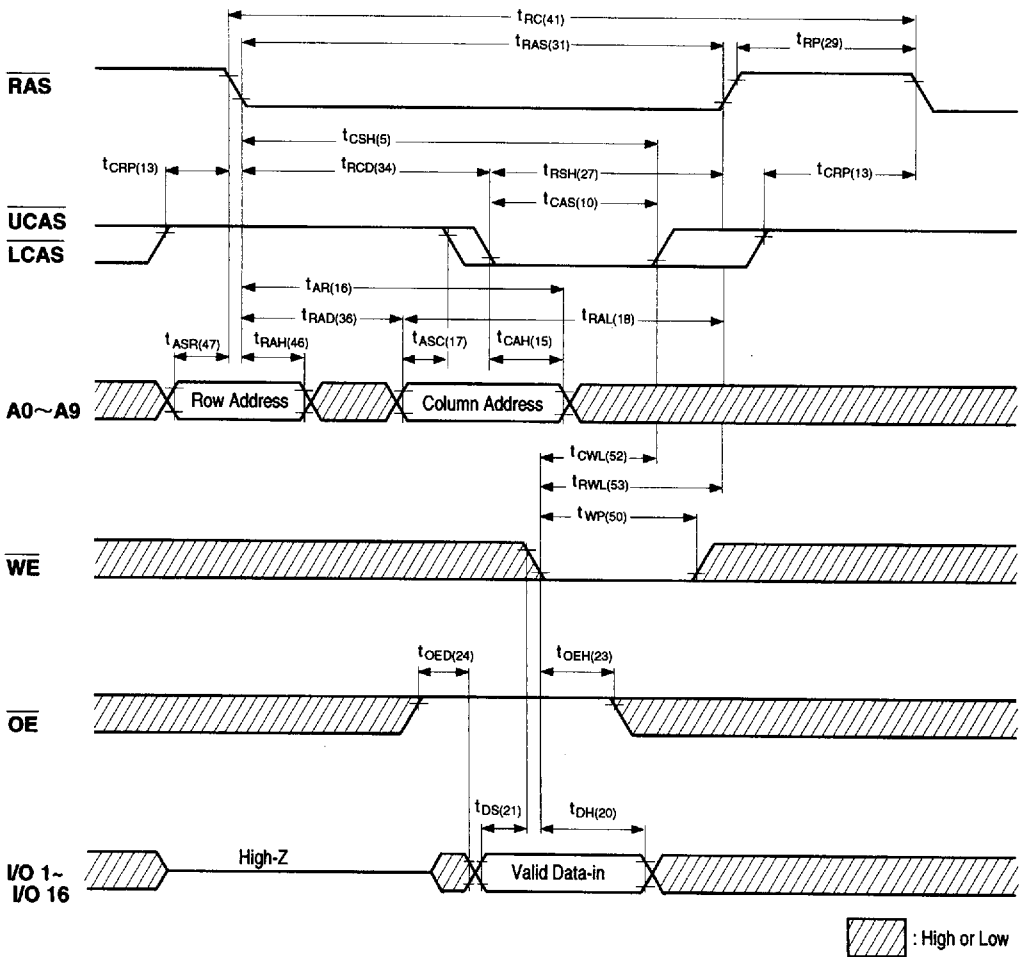 tRC(41)
tRAS(31)
tRP(29)
RAS
tCSH(5)
tCRP(13)
tRCD(34)
tRSH(27)
tCRP(13)
tCAS(10)
UCAS
LCAS
tAR(16)
tRAD(36)
tRAL(18)
tASR(47)
tRAH(46)
tASC(17)
tCAH(15)
A0~A9
Row Address
Column Address
tCWL(52)
tRWL(53)
tWP(50)
WE
tOED(24)
tOEH(23)
OE
tDS(21)
tDH(20)
I/O 1~
I/O 16
High-Z
Valid Data-in
: High or Low